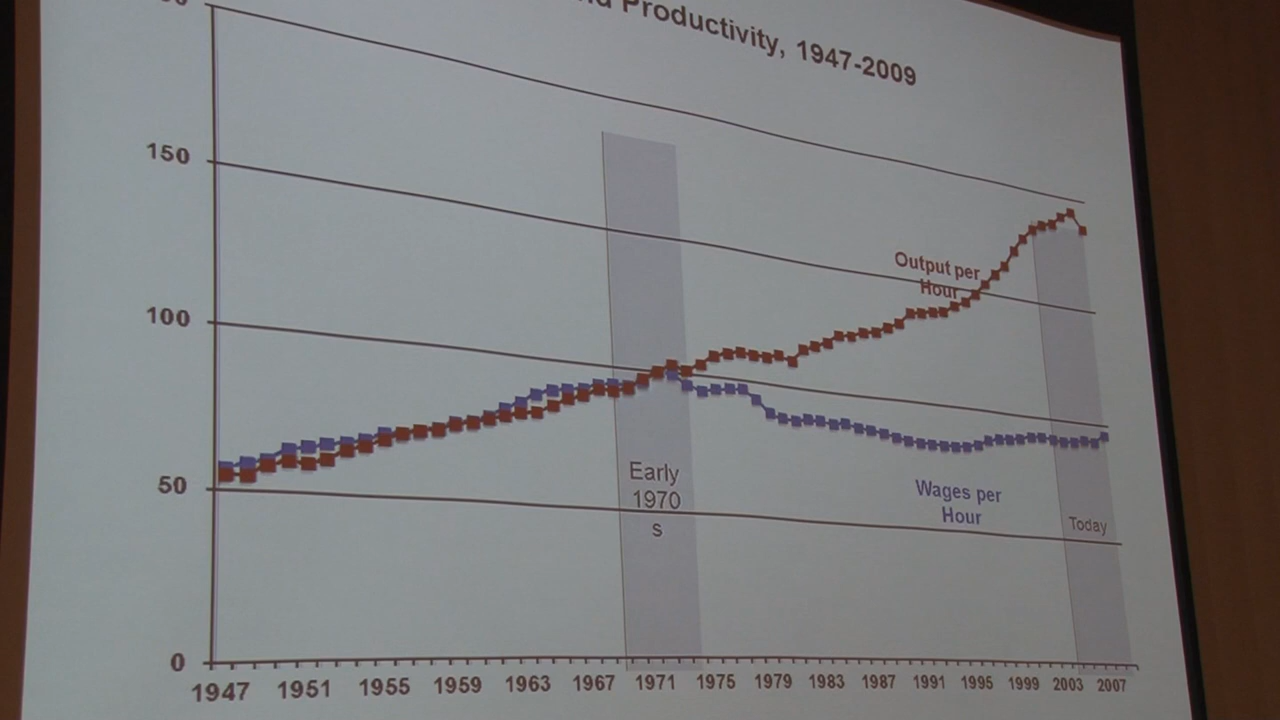 Productivity, 1947-2009
150
100
50
0
Output per
Hour
Early
1970
s
Wages per
Hour
Today
1947 1951 1955 1959 1963 1967 1971 1975 1979 1983 1987 1991 1995 1999 2003 2007